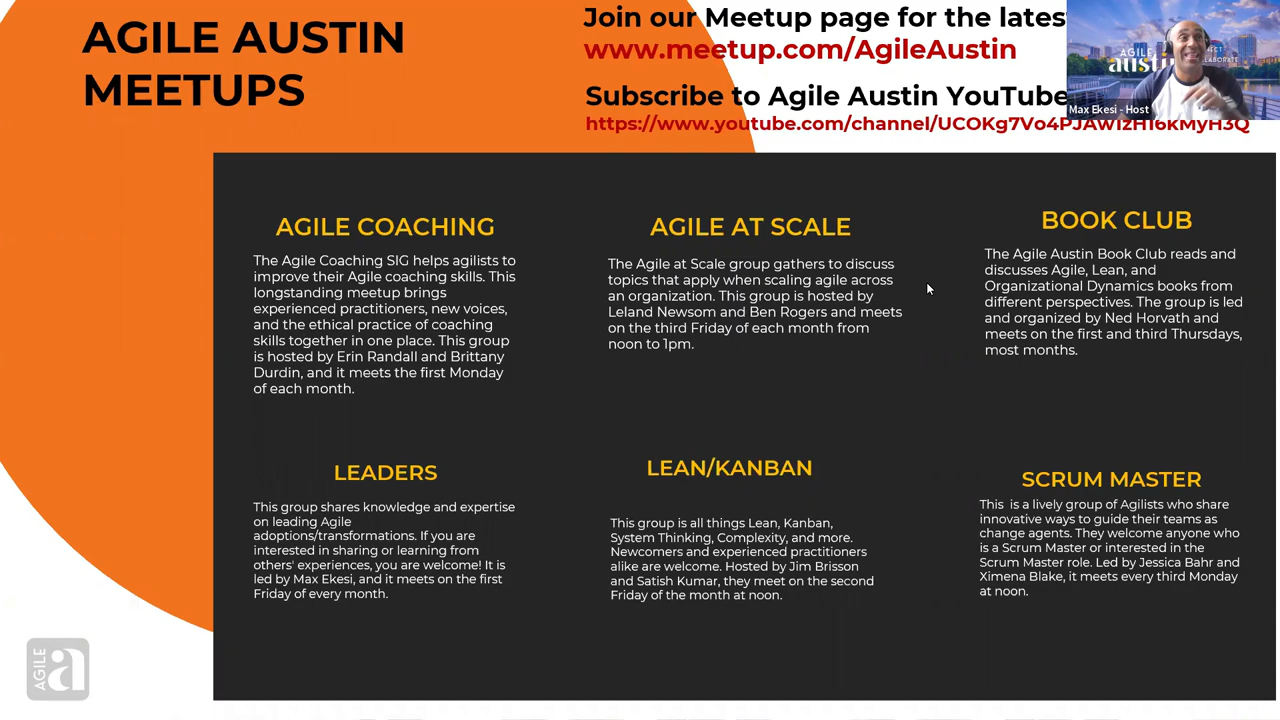 AGILE AUSTIN
MEETUPS
Join our Meetup page for the lates
www.meetup.com/AgileAustin
Subscribe to Agile Austin YouTube
https://www.youtube.com/channel/
AGILE
austin
Max Ekesi - Host
AGILE COACHING
The Agile Coaching SIG helps agilists to
improve their Agile coaching skills. This
longstanding meetup brings
experienced practitioners, new voices,
and the ethical practice of coaching
skills together in one place. This group
is hosted by Erin Randall and Brittany
Durdin, and it meets the first Monday
of each month.
AGILE AT SCALE
The Agile at Scale group gathers to discuss
topics that apply when scaling agile across
an organization. This group is hosted by
Leland Newsom and Ben Rogers and meets
on the third Friday of each month from
noon to 1pm.
BOOK CLUB
The Agile Austin Book Club reads and
discusses Agile, Lean, and
Organizational Dynamics books from
different perspectives. The group is led
and organized by Ned Horvath and
meets on the first and third Thursdays,
most months.
LEADERS
This group shares knowledge and expertise
on leading Agile
adoptions/transformations. If you are
interested in sharing or learning from
others' experiences, you are welcome! It is
led by Max Ekesi, and it meets on the first
Friday of every month.
LEAN/KANBAN
This group is all things Lean, Kanban,
System Thinking, Complexity, and more.
Newcomers and experienced practitioners
alike are welcome. Hosted by Jim Brisson
and Satish Kumar, they meet on the second
Friday of the month at noon.
SCRUM MASTER
This is a lively group of Agilists who share
innovative ways to guide their teams as
change agents. They welcome anyone who
is a Scrum Master or interested in the
Scrum Master role. Led by Jessica Bahr and
Ximena Blake, it meets every third Monday
at noon.
AGILE a